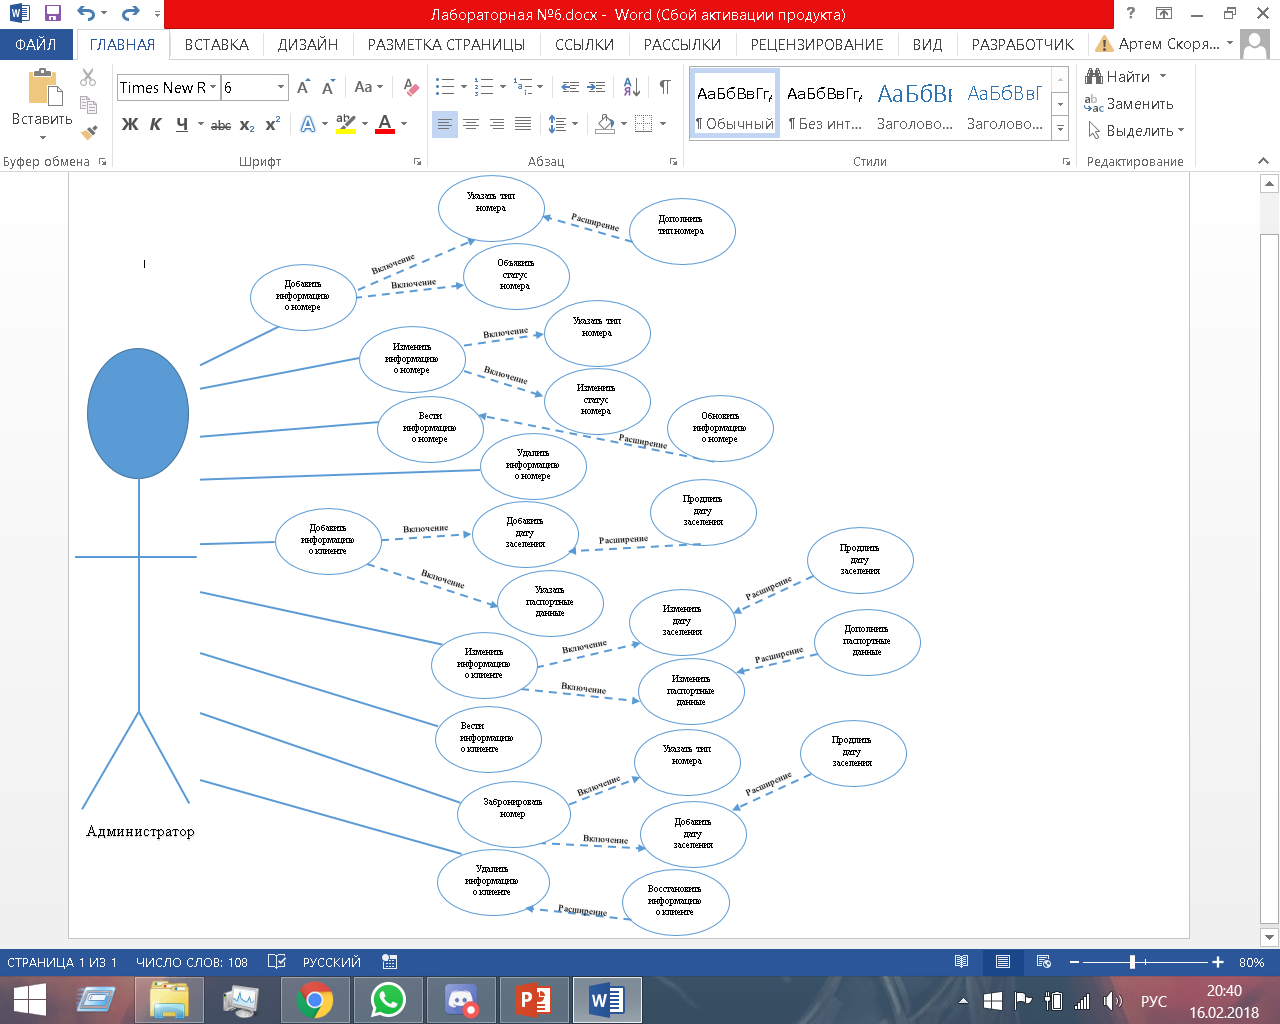 Лабораторная №6.docx - Word (Сбой активации продукта)
ФАЙЛ ГЛАВНАЯ ВСТАВКА ДИЗАЙН РАЗМЕТКА СТРАНИЦЫ ССЫЛКИ РАССЫЛКИ РЕЦЕНЗИРОВАНИЕ ВИД РАЗРАБОТЧИК Артем Скоря...
Вставить
Буфер обмена
Times New R 6
Ж К Ч abc x₂ x²
Шрифт
Абзац
АаБбВвГг, АаБбВвГг, АаБбВı АаБбВвГ
¶ Обычный ¶ Без инт... Заголово... Заголово...
Стили
Найти
Заменить
Выделить
Редактирование
Указать тип
номера
Расширение
Дополнить
тип номера
Включение
Объявить
статус
номера
Включение
Добавить
информацию
о номере
Указать тип
номера
Включение
Изменить
информацию
о номере
Включение
Изменить
статус
номера
Вести
информацию
о номере
Расширение
Обновить
информацию
о номере
Удалить
информацию
о номере
Продлить
дату
заселения
Добавить
информацию
о клиенте
Включение
Добавить
дату
заселения
Расширение
Продлить
дату
заселения
Включение
Указать
паспортные
данные
Изменить
дату
заселения
Расширение
Дополнить
паспортные
данные
Изменить
информацию
о клиенте
Включение
Расширение
Включение
Изменить
паспортные
данные
Вести
информацию
о клиенте
Указать тип
номера
Продлить
дату
заселения
Забронировать
номер
Включение
Расширение
Включение
Добавить
дату
заселения
Администратор
Удалить
информацию
о клиенте
Расширение
Восстановить
информацию
о клиенте
СТРАНИЦА 1 ИЗ 1 ЧИСЛО СЛОВ: 108 РУССКИЙ 80%
РУС 20:40
16.02.2018